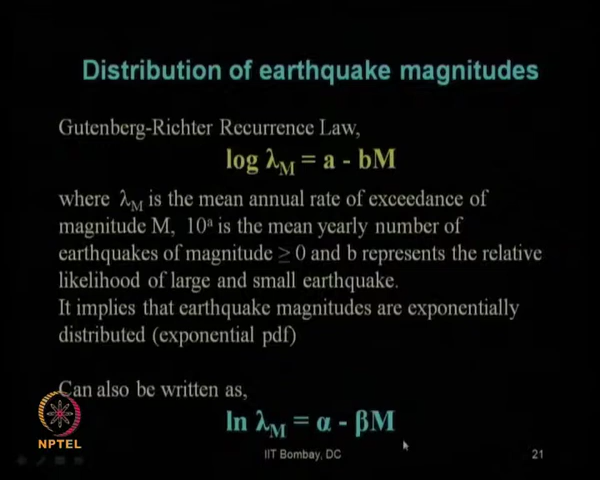 Distribution of earthquake magnitudes
Gutenberg-Richter Recurrence Law,
log λM = a - bM
where λM is the mean annual rate of exceedance of
magnitude M, 10ᵃ is the mean yearly number of
earthquakes of magnitude ≥ 0 and b represents the relative
likelihood of large and small earthquake.
It implies that earthquake magnitudes are exponentially
distributed (exponential pdf)
Can also be written as,
ln λM = α - βM
NPTEL
IIT Bombay, DC
21